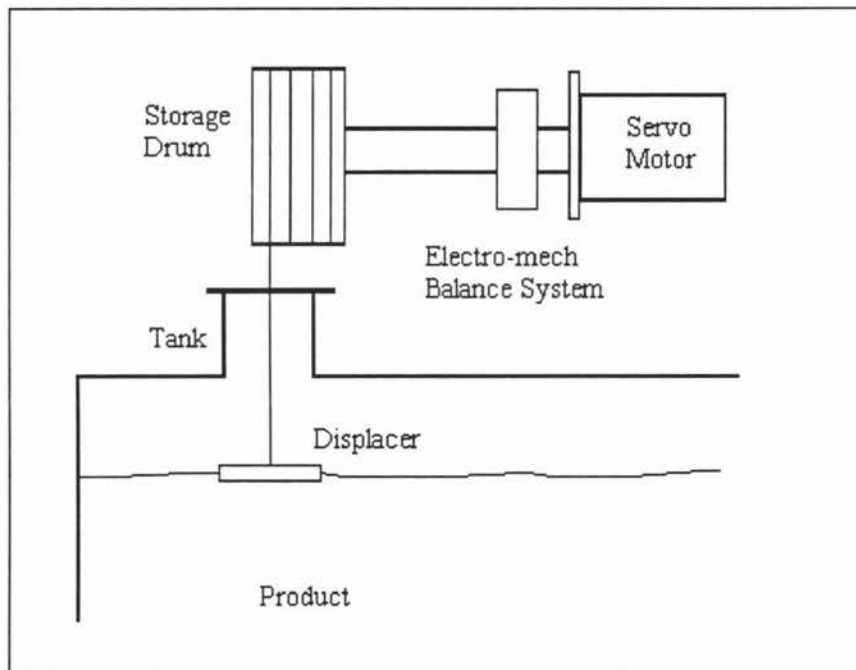 Storage
Drum
Servo
Motor
Electro-mech
Balance System
Tank
Displacer
Product